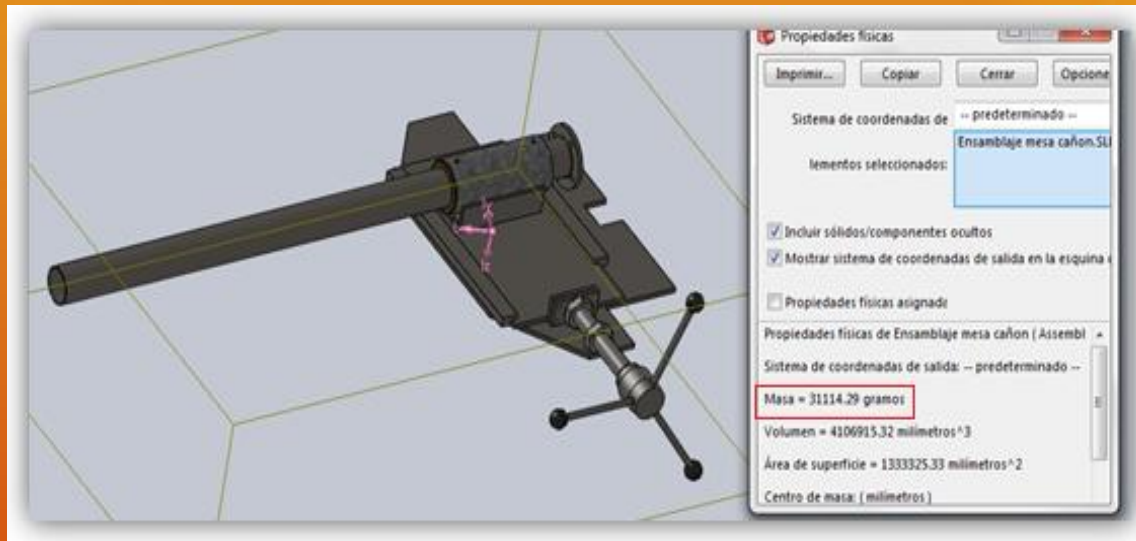 Propiedades físicas
Imprimir... Copiar Cerrar Opcione
Sistema de coordenadas de -- predeterminado --
Ensamblaje mesa cañon.SL
lementos seleccionados:
Incluir sólidos/componentes ocultos
Mostrar sistema de coordenadas de salida en la esquina
Propiedades físicas asignada
Propiedades físicas de Ensamblaje mesa cañon ( Assembl
Sistema de coordenadas de salida: -- predeterminado --
Masa = 31114.29 gramos
Volumen = 4106915.32 milímetros^3
Área de superficie = 1333325.33 milímetros^2
Centro de masa: ( milímetros )